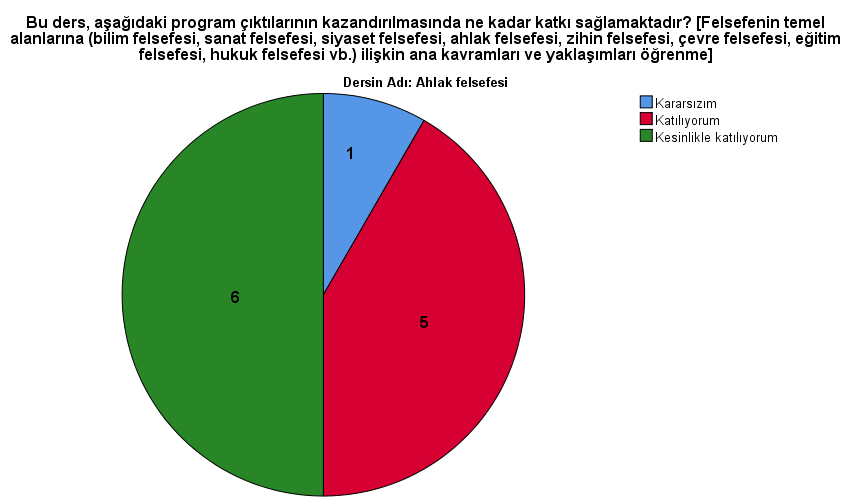 Bu ders, aşağıdaki program çıktılarının kazandırılmasında ne kadar katkı sağlamaktadır? [Felsefenin temel
alanlarına (bilim felsefesi, sanat felsefesi, siyaset felsefesi, ahlak felsefesi, zihin felsefesi, çevre felsefesi, eğitim
felsefesi, hukuk felsefesi vb.) ilişkin ana kavramları ve yaklaşımları öğrenme]
Dersin Adı: Ahlak felsefesi
Kararsızım
Katılıyorum
Kesinlikle katılıyorum
1
6
5